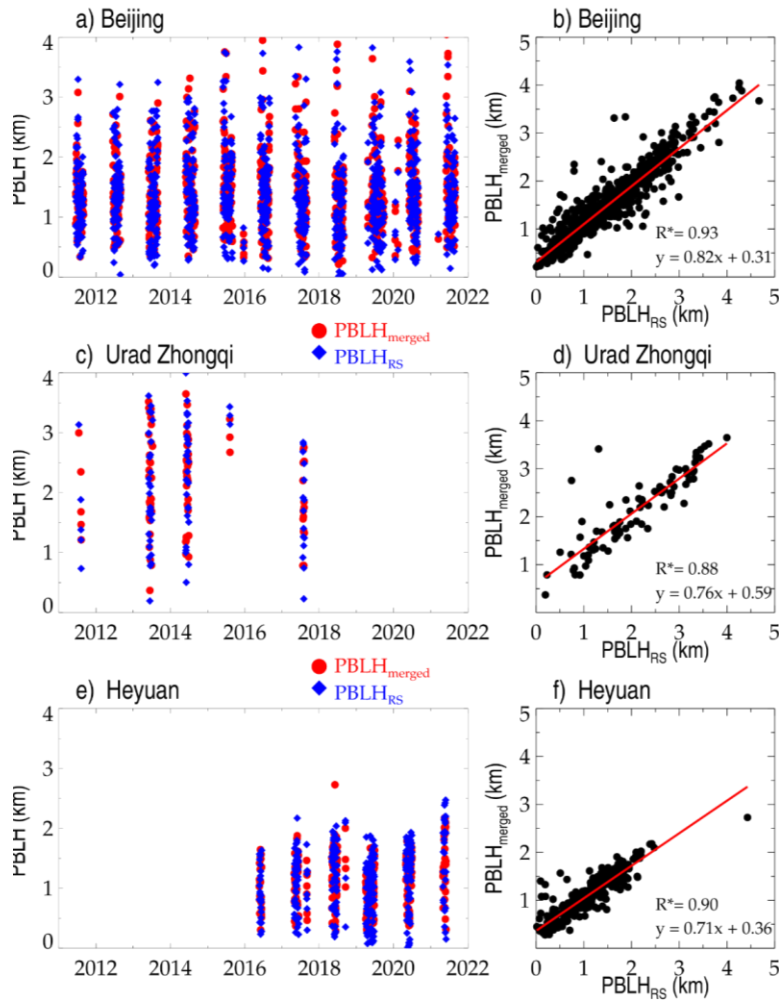 a) Beijing
PBLH (km)
4
3
2
1
0
2012 2014 2016 2018 2020 2022
b) Beijing
PBLHmerged (km)
5
4
3
2
1
R*= 0.93
y = 0.82x + 0.31
0 1 2 3 4 5
PBLHRS (km)
PBLHmerged
PBLHRS
c) Urad Zhongqi
PBLH (km)
4
3
2
1
0
2012 2014 2016 2018 2020 2022
d) Urad Zhongqi
PBLHmerged (km)
5
4
3
2
1
R*= 0.88
y = 0.76x + 0.59
0 1 2 3 4 5
PBLHRS (km)
PBLHmerged
PBLHRS
e) Heyuan
PBLH (km)
4
3
2
1
0
2012 2014 2016 2018 2020 2022
f) Heyuan
PBLHmerged (km)
5
4
3
2
1
R*= 0.90
y = 0.71x + 0.36
0 1 2 3 4 5
PBLHRS (km)